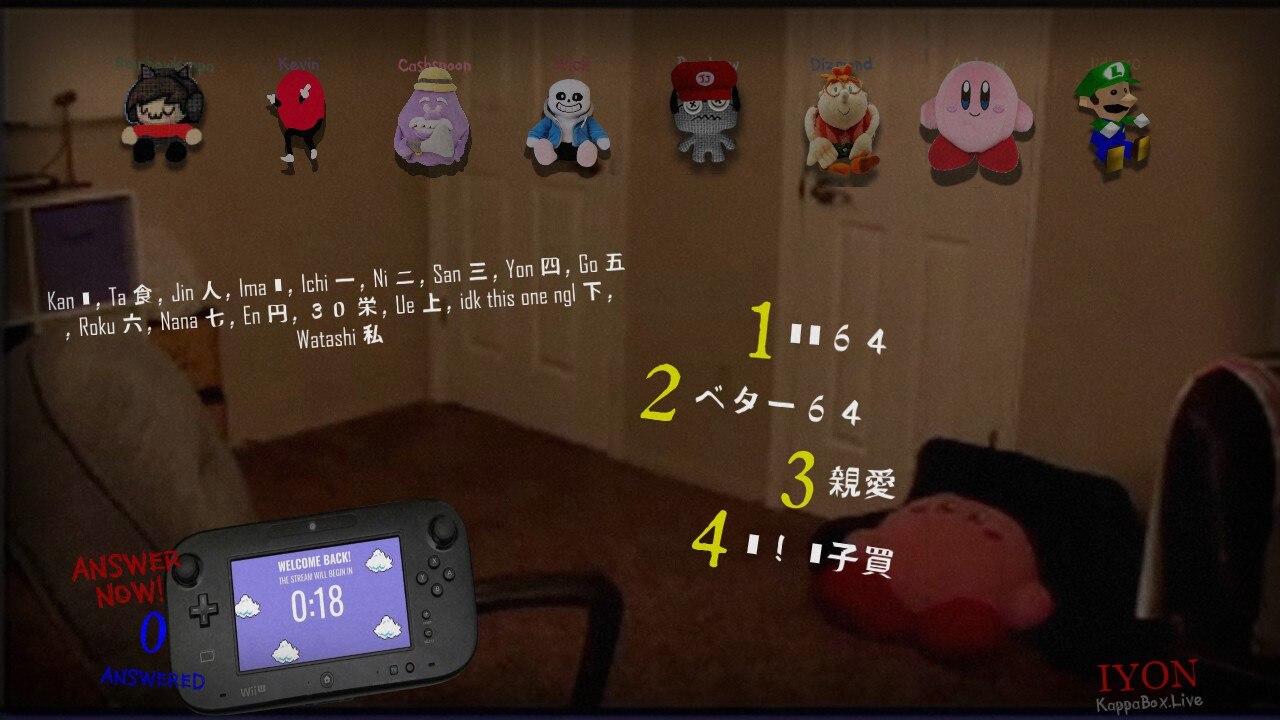 Kevin
Cashspoon
Dizmond
Kan ▮, Ta 食, Jin 人, Ima ▮, Ichi 一, Ni 二, San 三, Yon 四, Go 五
, Roku 六, Nana 七, En 円, ３０ 栄, Ue 上, idk this one ngl 下,
Watashi 私
1 ▮▮６４
2 ベター６４
3 親愛
4 ▮！ ▮子買
ANSWER
NOW!
0
ANSWERED
WELCOME BACK!
THE STREAM WILL BEGIN IN
0:18
Wii U
IYON
KappaBox.Live